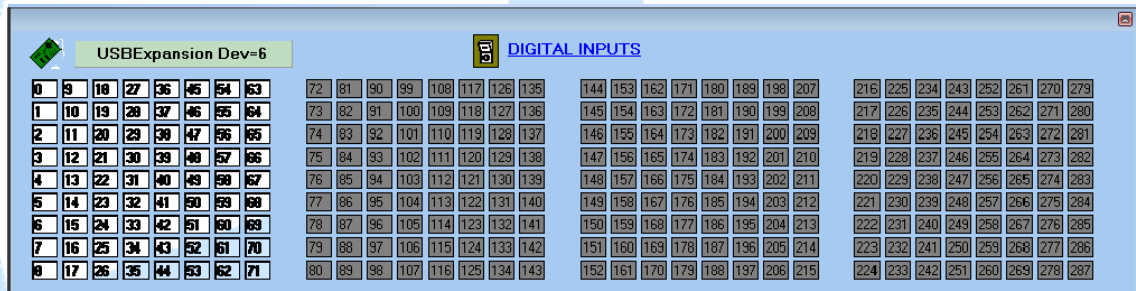 USBExpansion Dev=6
DIGITAL INPUTS
0 9 18 27 36 45 54 63 72 81 90 99 108 117 126 135 144 153 162 171 180 189 198 207 216 225 234 243 252 261 270 279
1 10 19 28 37 46 55 64 73 82 91 100 109 118 127 136 145 154 163 172 181 190 199 208 217 226 235 244 253 262 271 280
2 11 20 29 38 47 56 65 74 83 92 101 110 119 128 137 146 155 164 173 182 191 200 209 218 227 236 245 254 263 272 281
3 12 21 30 39 48 57 66 75 84 93 102 111 120 129 138 147 156 165 174 183 192 201 210 219 228 237 246 255 264 273 282
4 13 22 31 40 49 58 67 76 85 94 103 112 121 130 139 148 157 166 175 184 193 202 211 220 229 238 247 256 265 274 283
5 14 23 32 41 50 59 68 77 86 95 104 113 122 131 140 149 158 167 176 185 194 203 212 221 230 239 248 257 266 275 284
6 15 24 33 42 51 60 69 78 87 96 105 114 123 132 141 150 159 168 177 186 195 204 213 222 231 240 249 258 267 276 285
7 16 25 34 43 52 61 70 79 88 97 106 115 124 133 142 151 160 169 178 187 196 205 214 223 232 241 250 259 268 277 286
8 17 26 35 44 53 62 71 80 89 98 107 116 125 134 143 152 161 170 179 188 197 206 215 224 233 242 251 260 269 278 287